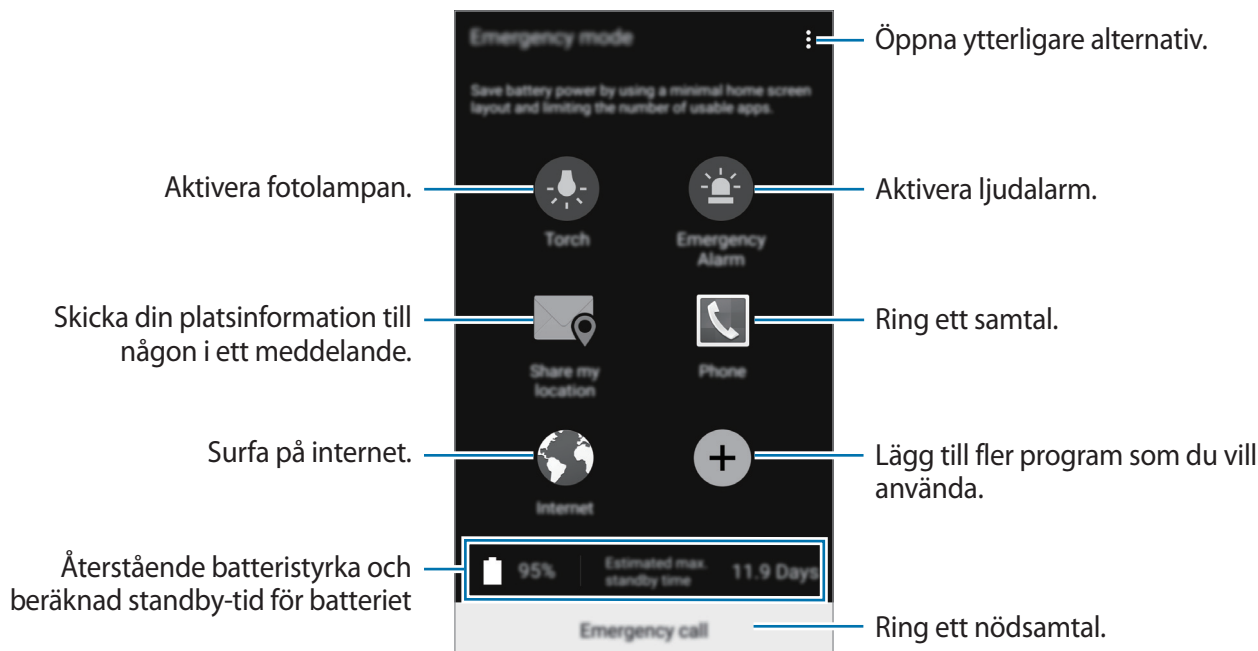 Emergency mode
Öppna ytterligare alternativ.
Save battery power by using a minimal home screen
layout and limiting the number of usable apps.
Aktivera fotolampan.
Aktivera ljudalarm.
Torch
Emergency
Alarm
Skicka din platsinformation till
någon i ett meddelande.
Ring ett samtal.
Share my
location
Phone
Surfa på internet.
Lägg till fler program som du vill
använda.
Internet
Återstående batteristyrka och
beräknad standby-tid för batteriet
95%
Estimated max.
standby time
11.9 Days
Emergency call
Ring ett nödsamtal.